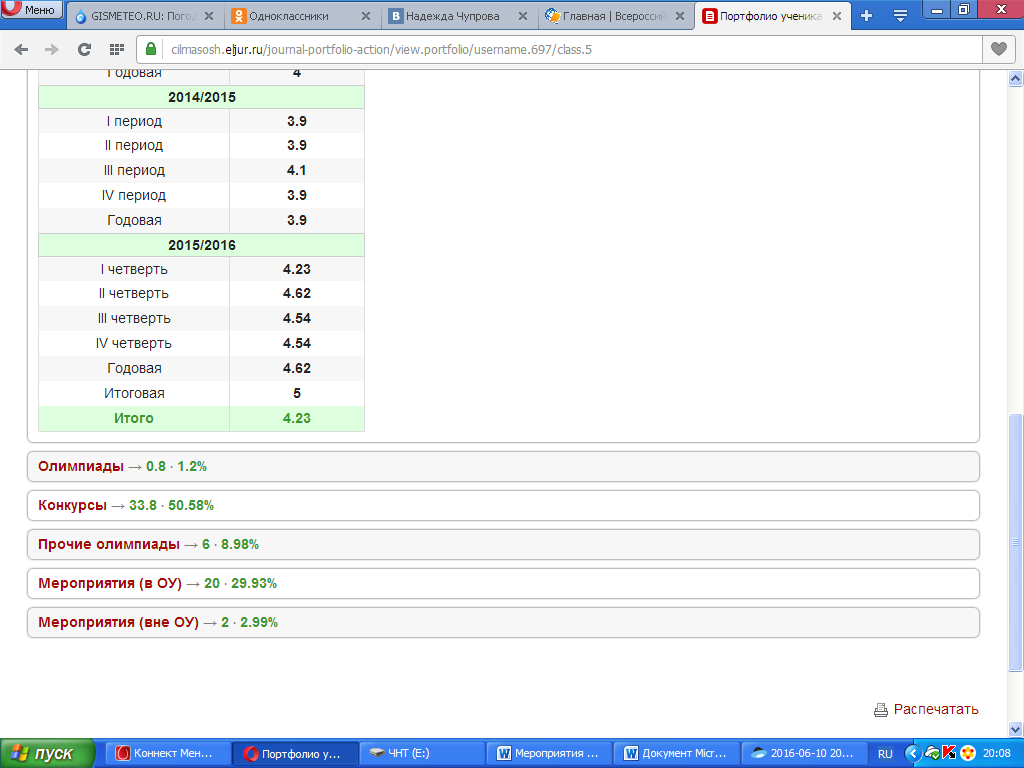 Меню
GISMETEO.RU: Пого
Одноклассники
Надежда Чупрова
Главная | Всероссий
Портфолио ученика
cilmasosh.eljur.ru/journal-portfolio-action/view.portfolio/username.697/class.5
Годовая 4
2014/2015
I период 3.9
II период 3.9
III период 4.1
IV период 3.9
Годовая 3.9
2015/2016
I четверть 4.23
II четверть 4.62
III четверть 4.54
IV четверть 4.54
Годовая 4.62
Итоговая 5
Итого 4.23
Олимпиады → 0.8 · 1.2%
Конкурсы → 33.8 · 50.58%
Прочие олимпиады → 6 · 8.98%
Мероприятия (в ОУ) → 20 · 29.93%
Мероприятия (вне ОУ) → 2 · 2.99%
Распечатать
пуск
Коннект Мен...
Портфолио у...
ЧНТ (E:)
Мероприятия ...
Документ Micr...
2016-06-10 20...
RU
20:08